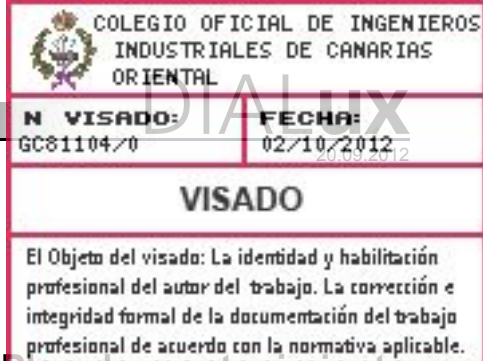 COLEGIO OFICIAL DE INGENIEROS
INDUSTRIALES DE CANARIAS
ORIENTAL
DIALux
N VISADO:
GC81104/0
FECHA:
02/10/2012
20.09.2012
VISADO
El Objeto del visado: La identidad y habilitación
profesional del autor del trabajo. La corrección e
integridad formal de la documentación del trabajo
profesional de acuerdo con la normativa aplicable.